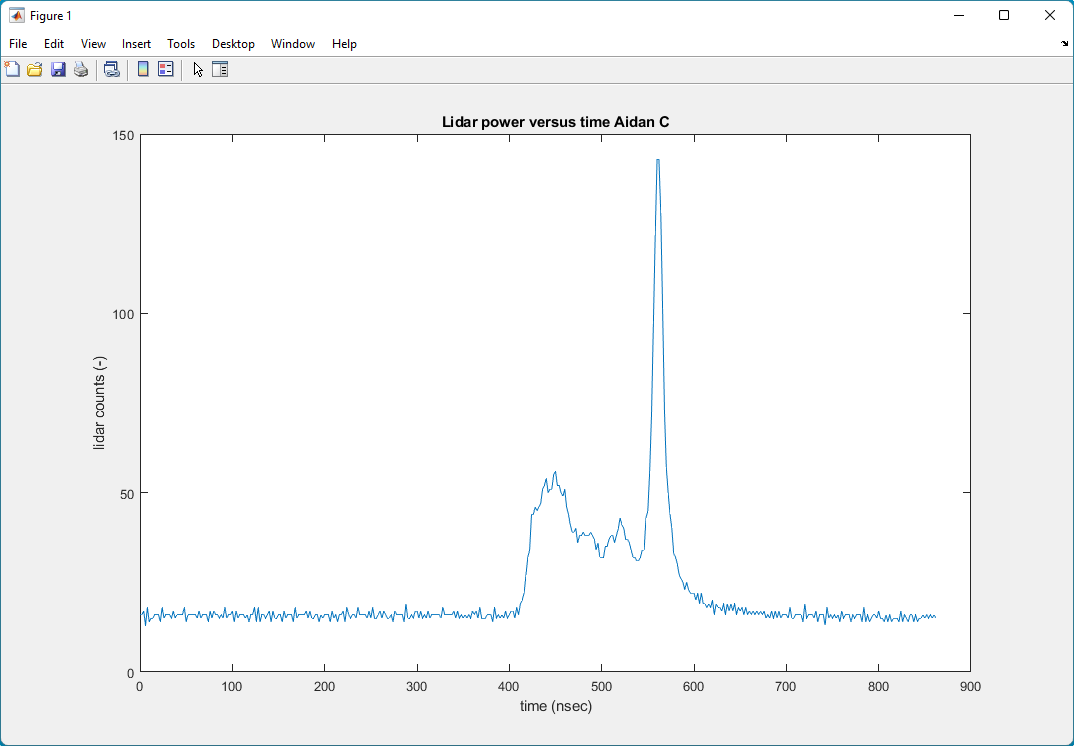 Figure 1
File Edit View Insert Tools Desktop Window Help
Lidar power versus time Aidan C
150
100
50
0
lidar counts (-)
0 100 200 300 400 500 600 700 800 900
time (nsec)